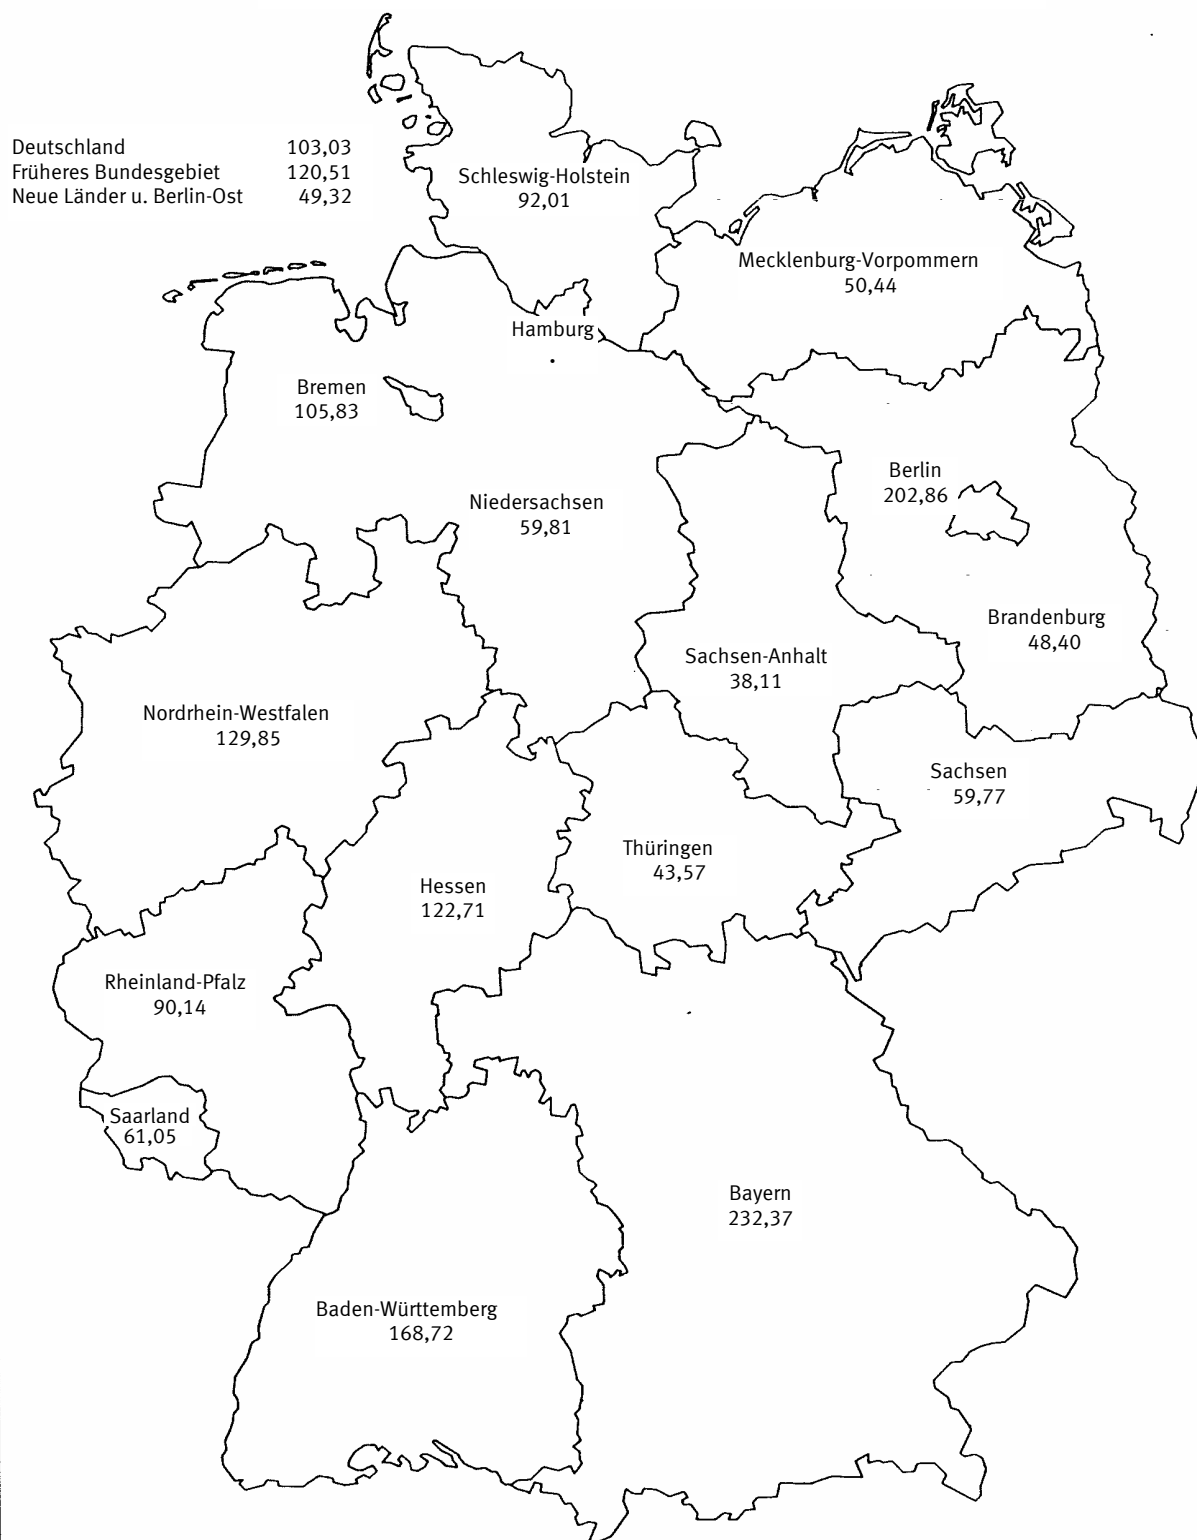 Deutschland 103,03
Früheres Bundesgebiet 120,51
Neue Länder u. Berlin-Ost 49,32
Schleswig-Holstein
92,01
Mecklenburg-Vorpommern
50,44
Hamburg
•
Bremen
105,83
Berlin
202,86
Niedersachsen
59,81
Brandenburg
48,40
Sachsen-Anhalt
38,11
Nordrhein-Westfalen
129,85
Sachsen
59,77
Thüringen
43,57
Hessen
122,71
Rheinland-Pfalz
90,14
Saarland
61,05
Bayern
232,37
Baden-Württemberg
168,72